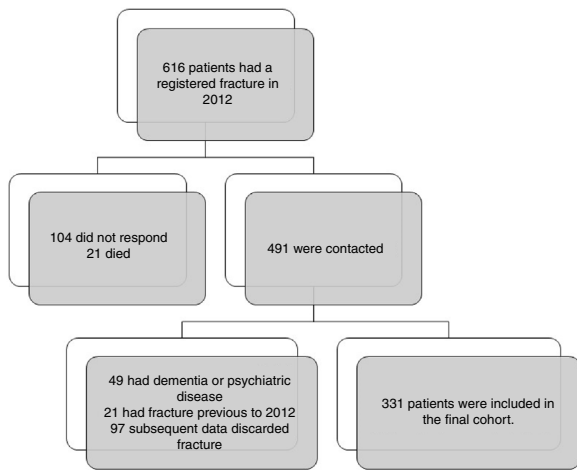 616 patients had a
registered fracture in
2012
104 did not respond
21 died
491 were contacted
49 had dementia or psychiatric
disease
21 had fracture previous to 2012
97 subsequent data discarded
fracture
331 patients were included in
the final cohort.